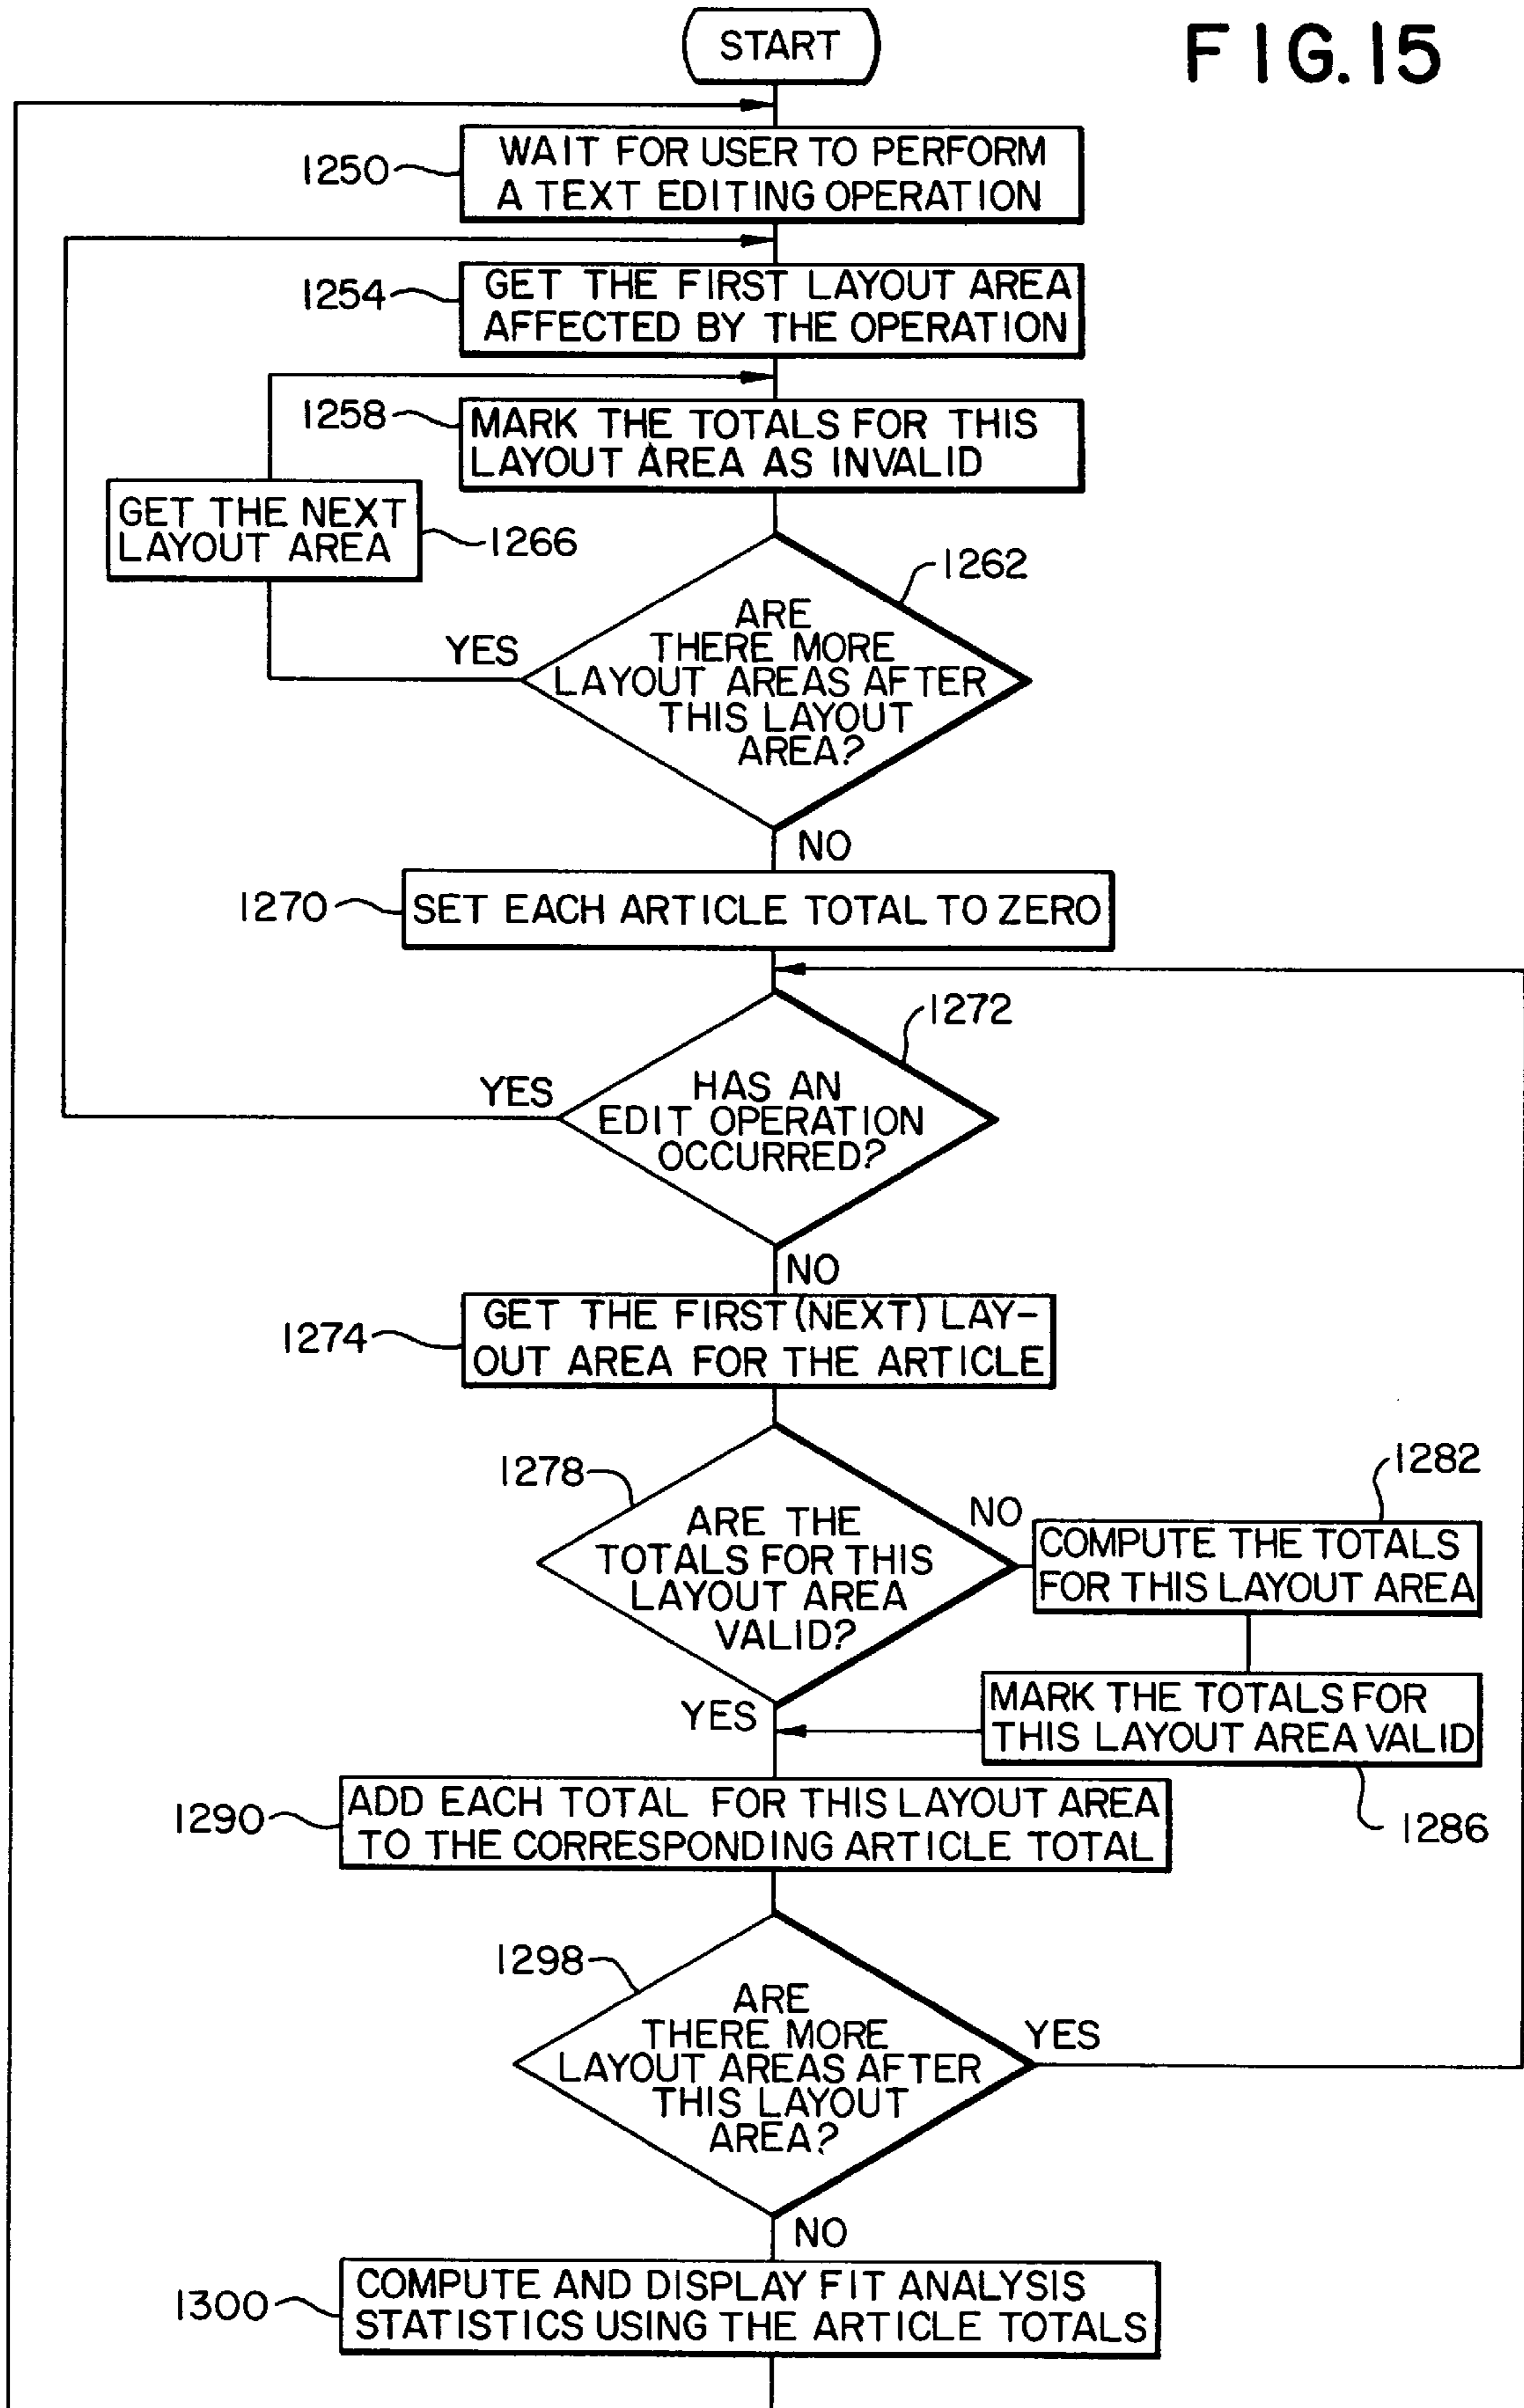 START
FIG. 15
1250
WAIT FOR USER TO PERFORM
A TEXT EDITING OPERATION
1254
GET THE FIRST LAYOUT AREA
AFFECTED BY THE OPERATION
1258
MARK THE TOTALS FOR THIS
LAYOUT AREA AS INVALID
GET THE NEXT
LAYOUT AREA
1266
1262
ARE
THERE MORE
LAYOUT AREAS AFTER
THIS LAYOUT
AREA?
YES
NO
1270
SET EACH ARTICLE TOTAL TO ZERO
1272
HAS AN
EDIT OPERATION
OCCURRED?
YES
NO
1274
GET THE FIRST (NEXT) LAY-
OUT AREA FOR THE ARTICLE
1278
ARE THE
TOTALS FOR THIS
LAYOUT AREA
VALID?
NO
1282
COMPUTE THE TOTALS
FOR THIS LAYOUT AREA
YES
MARK THE TOTALS FOR
THIS LAYOUT AREA VALID
1286
1290
ADD EACH TOTAL FOR THIS LAYOUT AREA
TO THE CORRESPONDING ARTICLE TOTAL
1298
ARE
THERE MORE
LAYOUT AREAS AFTER
THIS LAYOUT
AREA?
YES
NO
1300
COMPUTE AND DISPLAY FIT ANALYSIS
STATISTICS USING THE ARTICLE TOTALS